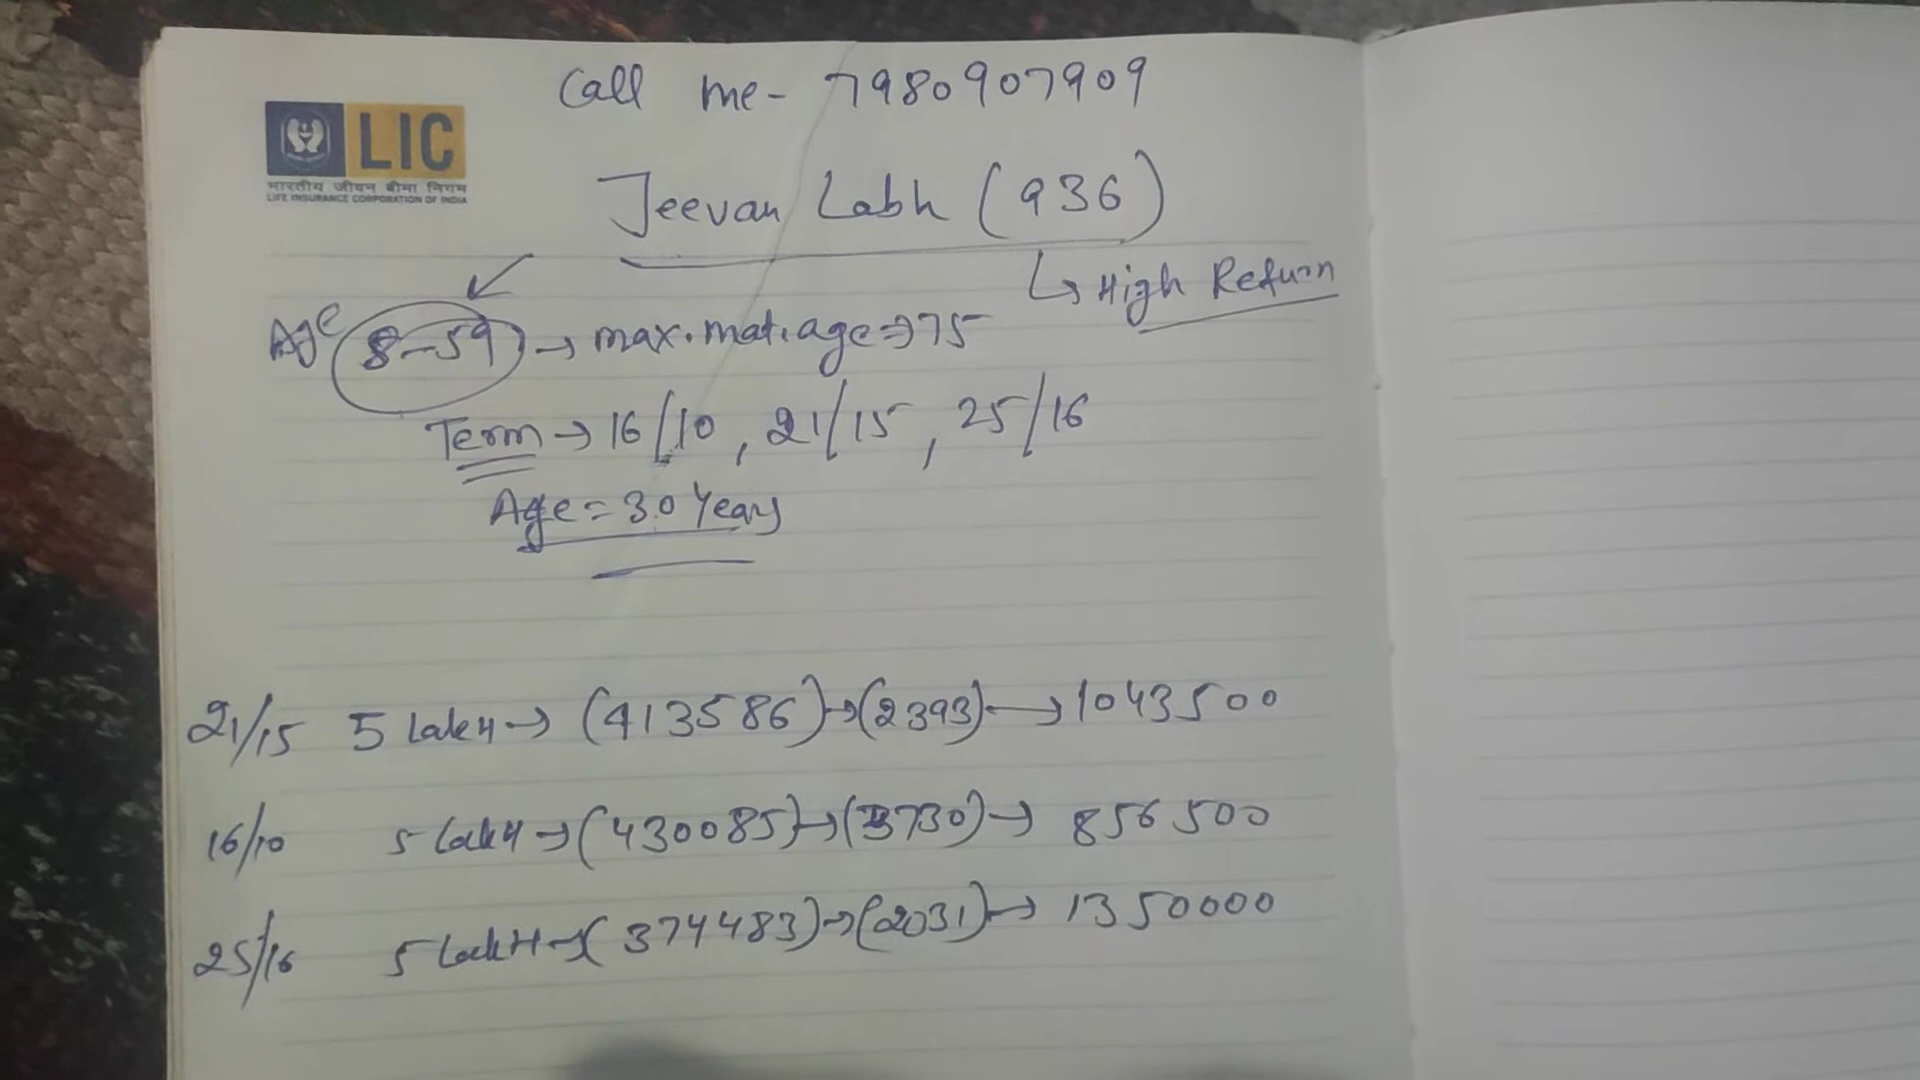 Call me- 7980907909
LIC
भारतीय जीवन बीमा निगम
LIFE INSURANCE CORPORATION OF INDIA
Jeevan Labh (936)
↳ High Return
Age 8-59 → max.mat.age⇒75
Term → 16/10, 21/15, 25/16
Age = 30 Years
21/15 5 lakh → (413586) → (2393) → 1043500
16/10 5 lakh → (430085) → (3730) → 856500
25/16 5 lakh → (374483) → (2031) → 1350000